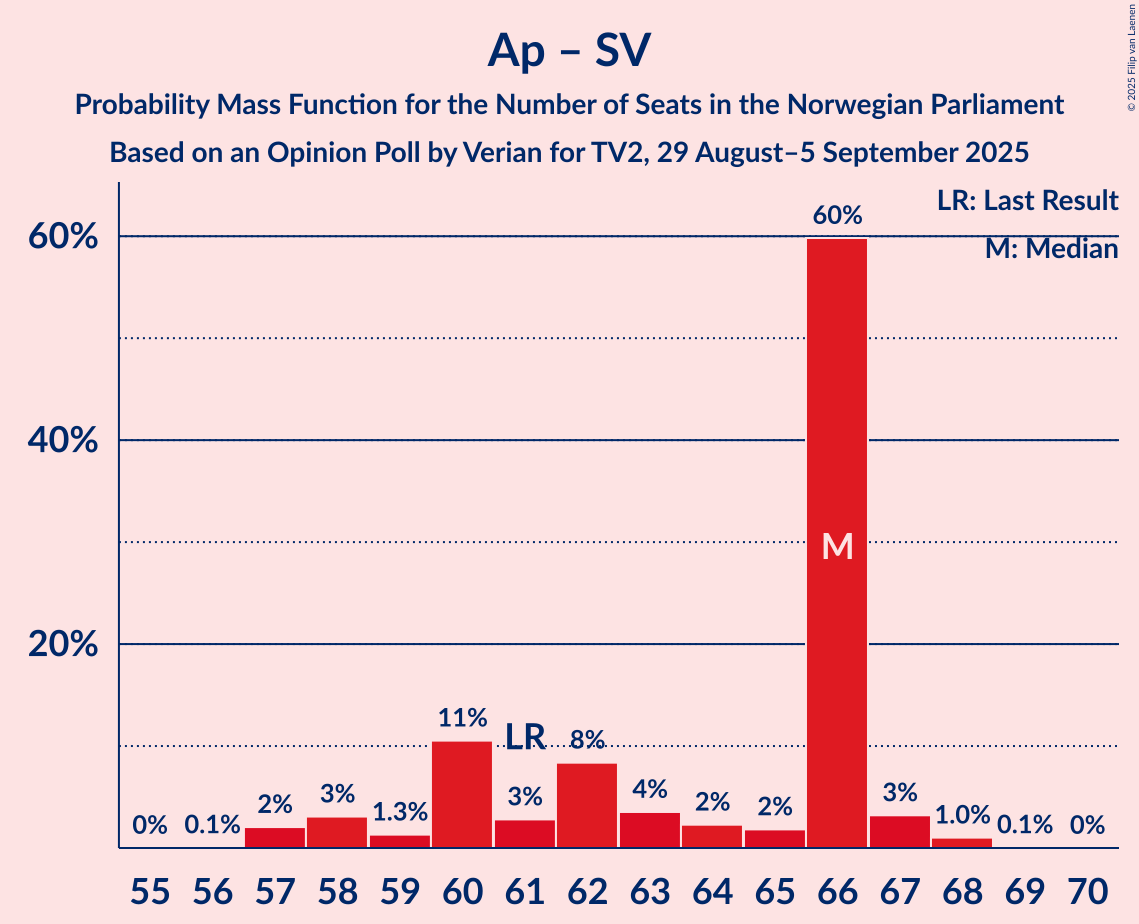 Ap – SV
Probability Mass Function for the Number of Seats in the Norwegian Parliament
Based on an Opinion Poll by Verian for TV2, 29 August–5 September 2025
© 2025 Filip van Laenen
LR: Last Result
M: Median
60%
40%
20%
0%
0.1%
2%
3%
1.3%
11%
LR
3%
8%
4%
2%
2%
60%
M
3%
1.0%
0.1%
0%
55 56 57 58 59 60 61 62 63 64 65 66 67 68 69 70